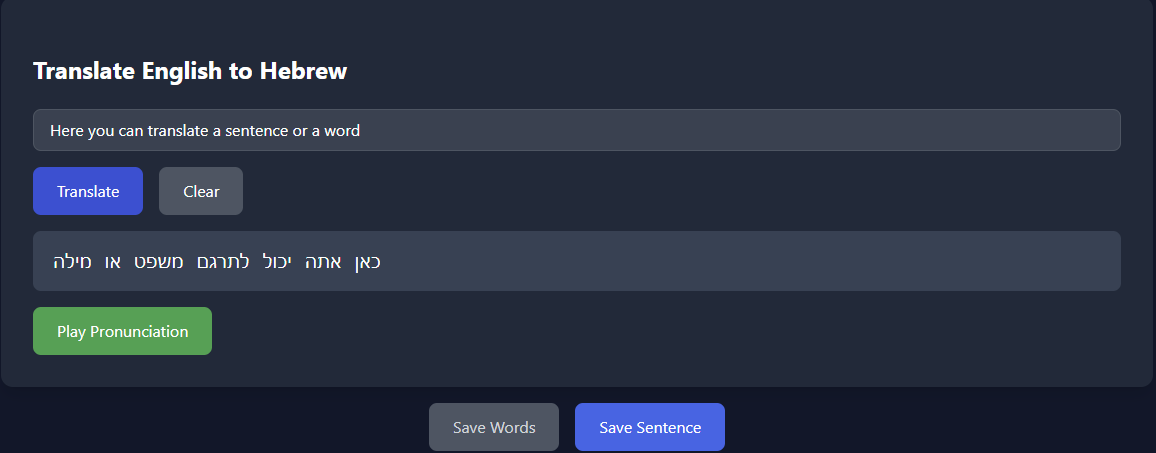 Translate English to Hebrew
Here you can translate a sentence or a word
Translate Clear
כאן אתה יכול לתרגם משפט או מילה
Play Pronunciation
Save Words Save Sentence